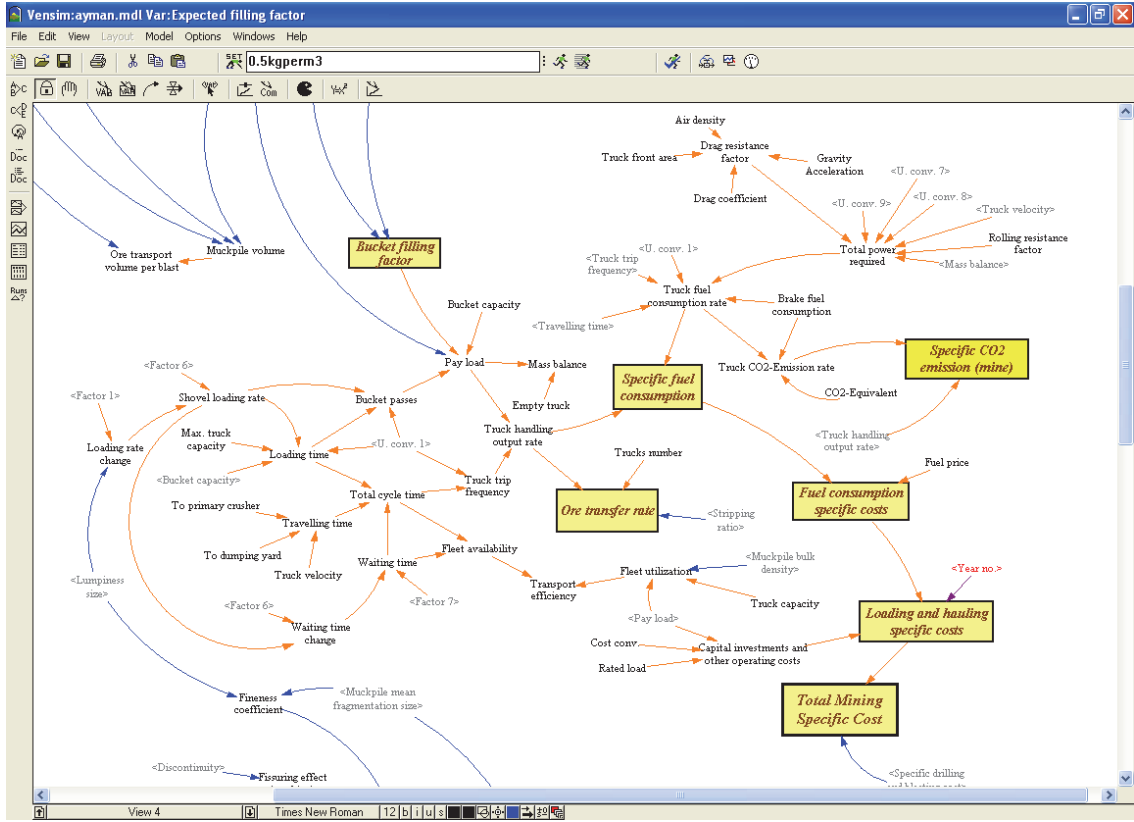 Vensim:ayman.mdl Var:Expected filling factor
File Edit View Layout Model Options Windows Help
SET 0.5kgperm3
VAB
VAB
Com
Doc
Doc
Runs
Air density
Drag resistance
factor
Truck front area
Gravity
Acceleration
Drag coefficient
<U. conv. 7>
<U. conv. 8>
<U. conv. 9>
<Truck velocity>
Rolling resistance
factor
Total power
required
<Mass balance>
Ore transport
volume per blast
Muckpile volume
Bucket filling
factor
<U. conv. 1>
<Truck trip
frequency>
Truck fuel
consumption rate
Brake fuel
consumption
<Travelling time>
Bucket capacity
Pay load
Mass balance
Empty truck
Specific fuel
consumption
Truck CO2-Emission rate
Specific CO2
emission (mine)
CO2-Equivalent
<Truck handling
output rate>
<Factor 6>
Shovel loading rate
Bucket passes
<Factor 1>
Loading rate
change
Max. truck
capacity
<U. conv. 1>
Loading time
<Bucket capacity>
Truck handling
output rate
Trucks number
Truck trip
frequency
Total cycle time
Ore transfer rate
<Stripping
ratio>
Fuel price
Fuel consumption
specific costs
To primary crusher
Travelling time
To dumping yard
Truck velocity
Waiting time
Fleet availability
<Factor 7>
Transport
efficiency
Fleet utilization
<Muckpile bulk
density>
Truck capacity
<Pay load>
<Year no.>
Loading and hauling
specific costs
<Lumpiness
size>
<Factor 6>
Waiting time
change
Cost conv.
Capital investments and
other operating costs
Rated load
Total Mining
Specific Cost
Fineness
coefficient
<Muckpile mean
fragmentation size>
<Discontinuity>
Fissuring effect
<Specific drilling
and blasting costs>
View 4 Times New Roman 12 b i u s